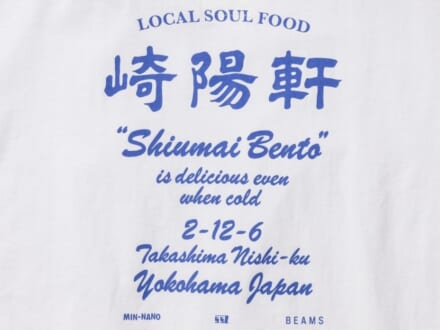 LOCAL SOUL FOOD
崎陽軒
"Shiumai Bento"
is delicious even
when cold
2-12-6
Takashima Nishi-ku
Yokohama Japan
MIN-NANO SSZ BEAMS